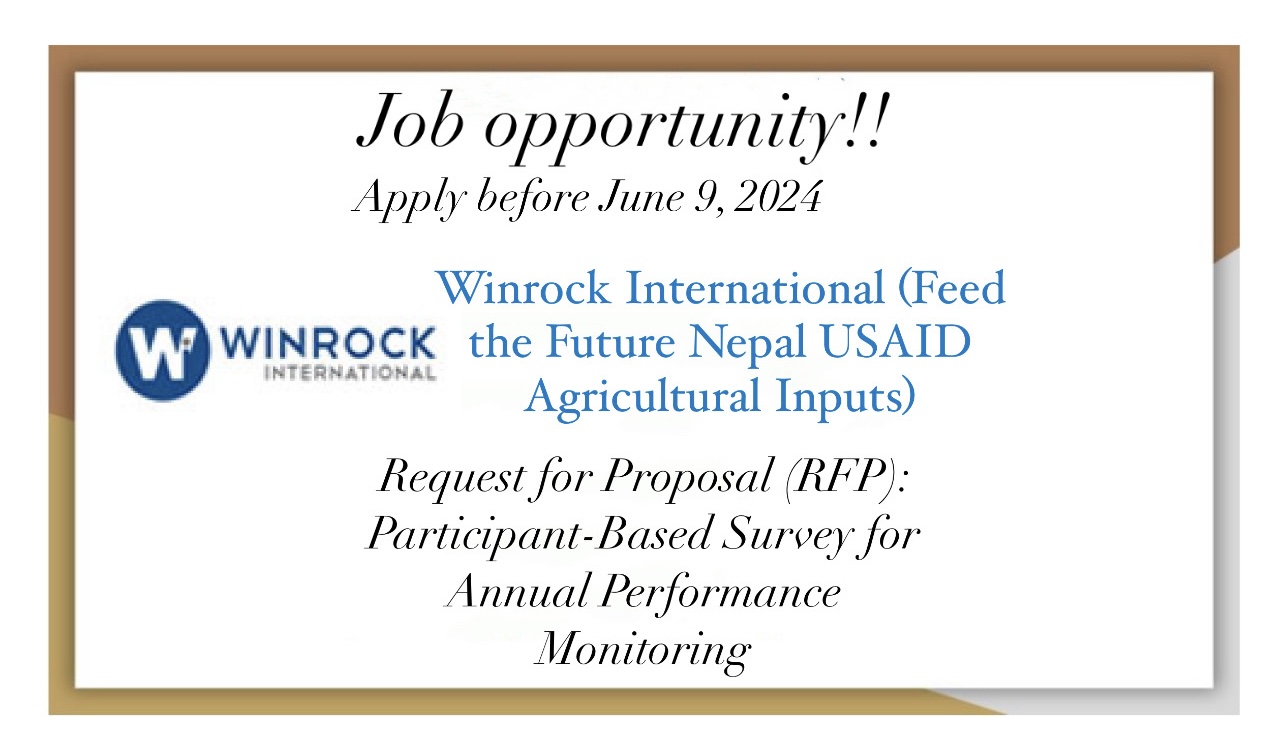 Job opportunity!!
Apply before June 9, 2024
WINROCK
INTERNATIONAL
Winrock International (Feed
the Future Nepal USAID
Agricultural Inputs)
Request for Proposal (RFP):
Participant-Based Survey for
Annual Performance
Monitoring